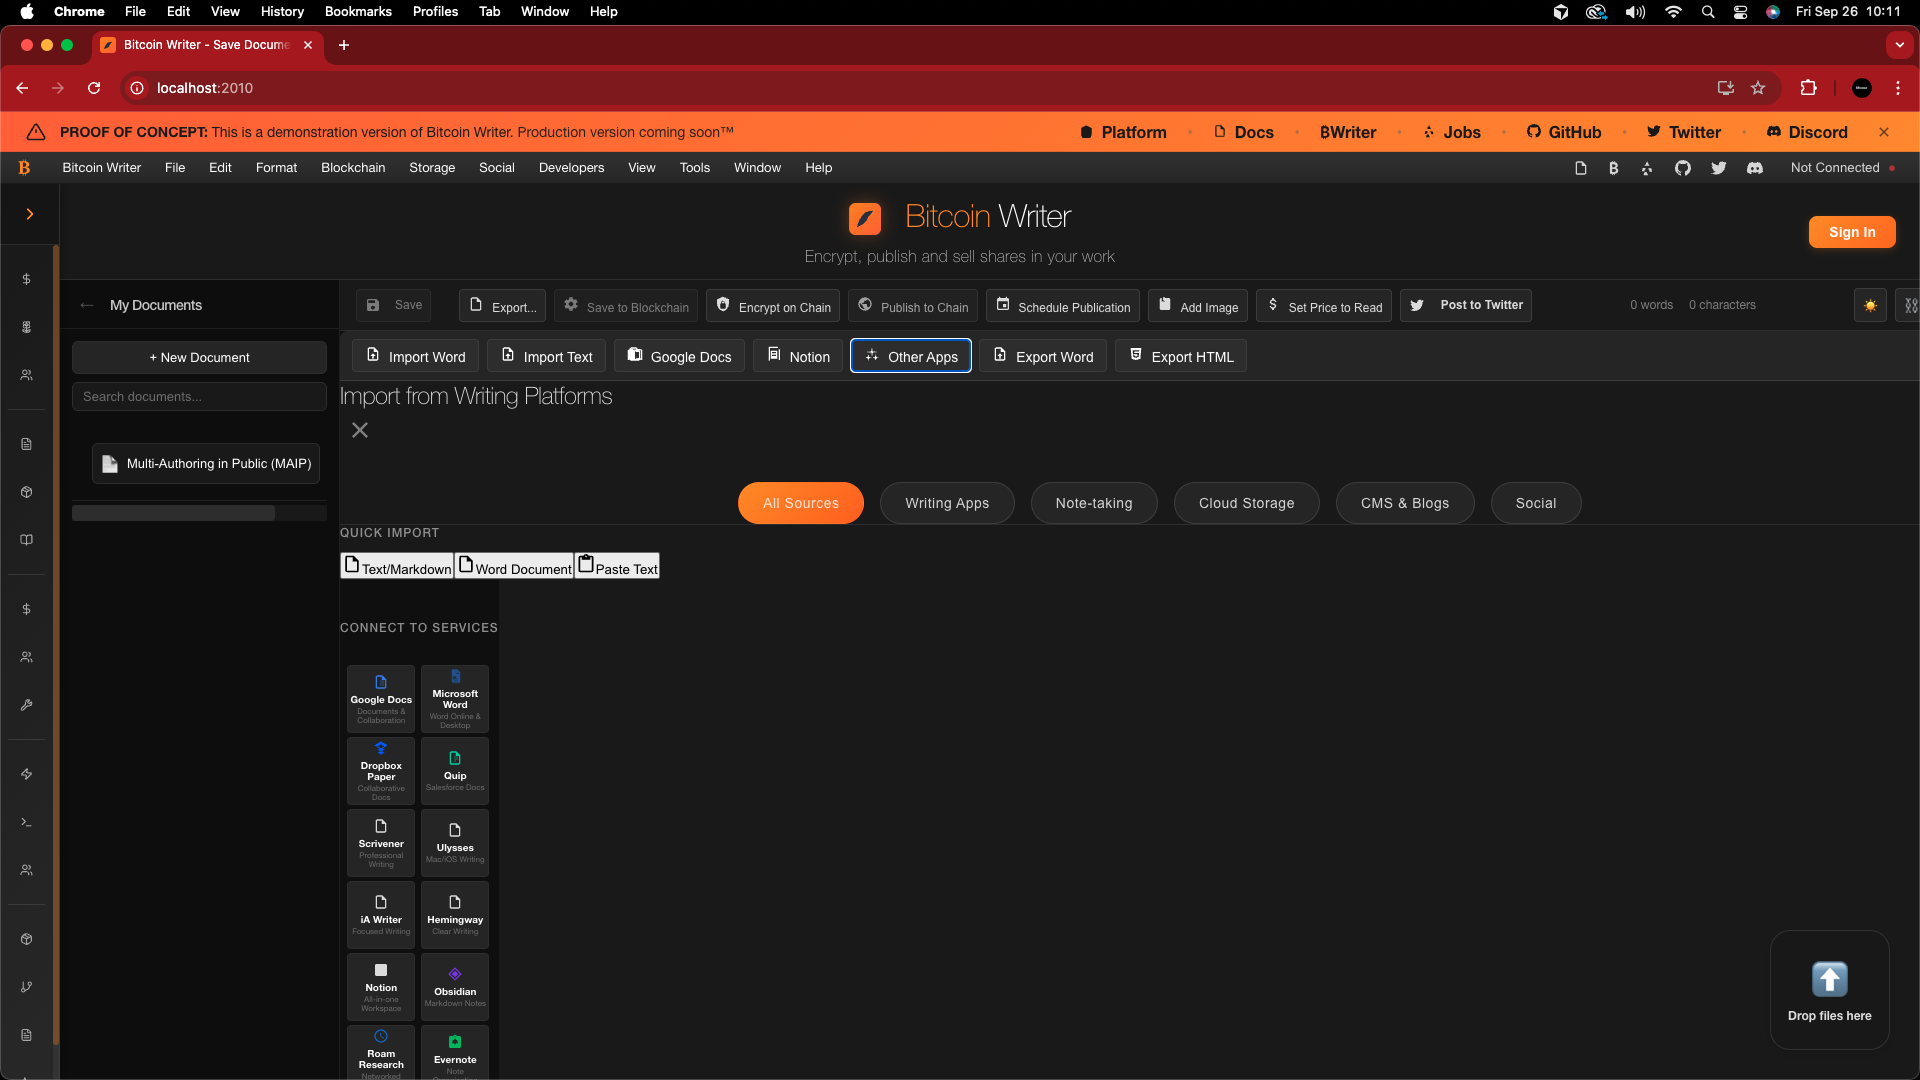 Chrome File Edit View History Bookmarks Profiles Tab Window Help Fri Sep 26 10:11
Bitcoin Writer - Save Docume
localhost:2010
PROOF OF CONCEPT: This is a demonstration version of Bitcoin Writer. Production version coming soon™ Platform • Docs • ₿Writer • Jobs • GitHub • Twitter • Discord
Bitcoin Writer File Edit Format Blockchain Storage Social Developers View Tools Window Help Not Connected
Bitcoin Writer
Encrypt, publish and sell shares in your work
Sign In
My Documents
+ New Document
Search documents...
Multi-Authoring in Public (MAIP)
Save Export... Save to Blockchain Encrypt on Chain Publish to Chain Schedule Publication Add Image Set Price to Read Post to Twitter 0 words 0 characters
Import Word Import Text Google Docs Notion Other Apps Export Word Export HTML
Import from Writing Platforms
All Sources Writing Apps Note-taking Cloud Storage CMS & Blogs Social
QUICK IMPORT
Text/Markdown Word Document Paste Text
CONNECT TO SERVICES
Google Docs
Documents &
Collaboration
Microsoft
Word
Word Online &
Desktop
Dropbox
Paper
Collaborative
Docs
Quip
Salesforce Docs
Scrivener
Professional
Writing
Ulysses
Mac/iOS Writing
iA Writer
Focused Writing
Hemingway
Clear Writing
Notion
All-in-one
Workspace
Obsidian
Markdown Notes
Roam
Research
Networked
Evernote
Note
Drop files here